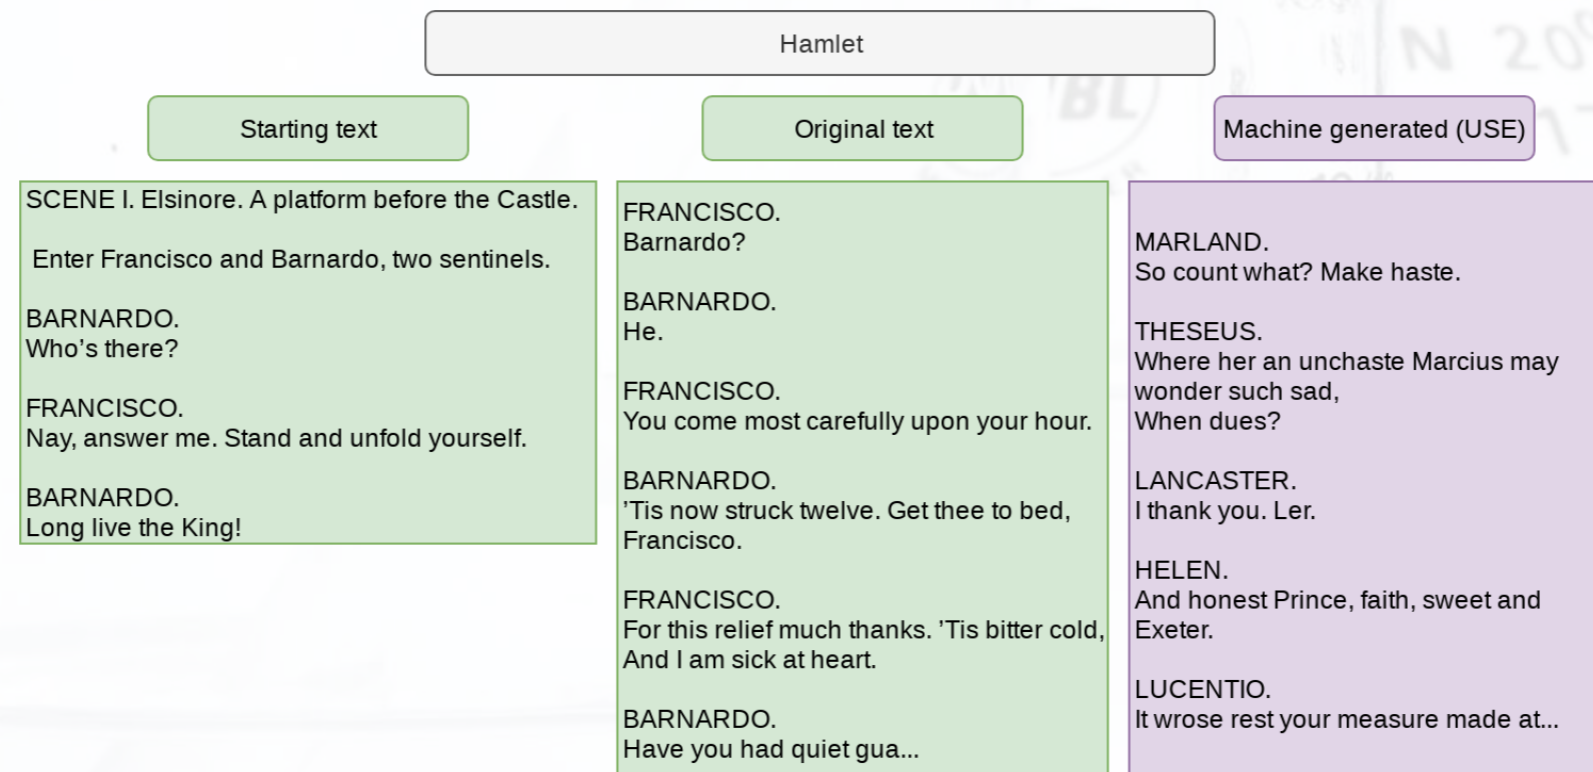 Hamlet
Starting text
Original text
Machine generated (USE)
SCENE I. Elsinore. A platform before the Castle.
Enter Francisco and Barnardo, two sentinels.
BARNARDO.
Who’s there?
FRANCISCO.
Nay, answer me. Stand and unfold yourself.
BARNARDO.
Long live the King!
FRANCISCO.
Barnardo?
BARNARDO.
He.
FRANCISCO.
You come most carefully upon your hour.
BARNARDO.
’Tis now struck twelve. Get thee to bed,
Francisco.
FRANCISCO.
For this relief much thanks. ’Tis bitter cold,
And I am sick at heart.
BARNARDO.
Have you had quiet gua...
MARLAND.
So count what? Make haste.
THESEUS.
Where her an unchaste Marcius may
wonder such sad,
When dues?
LANCASTER.
I thank you. Ler.
HELEN.
And honest Prince, faith, sweet and
Exeter.
LUCENTIO.
It wrose rest your measure made at...
BL
N 20